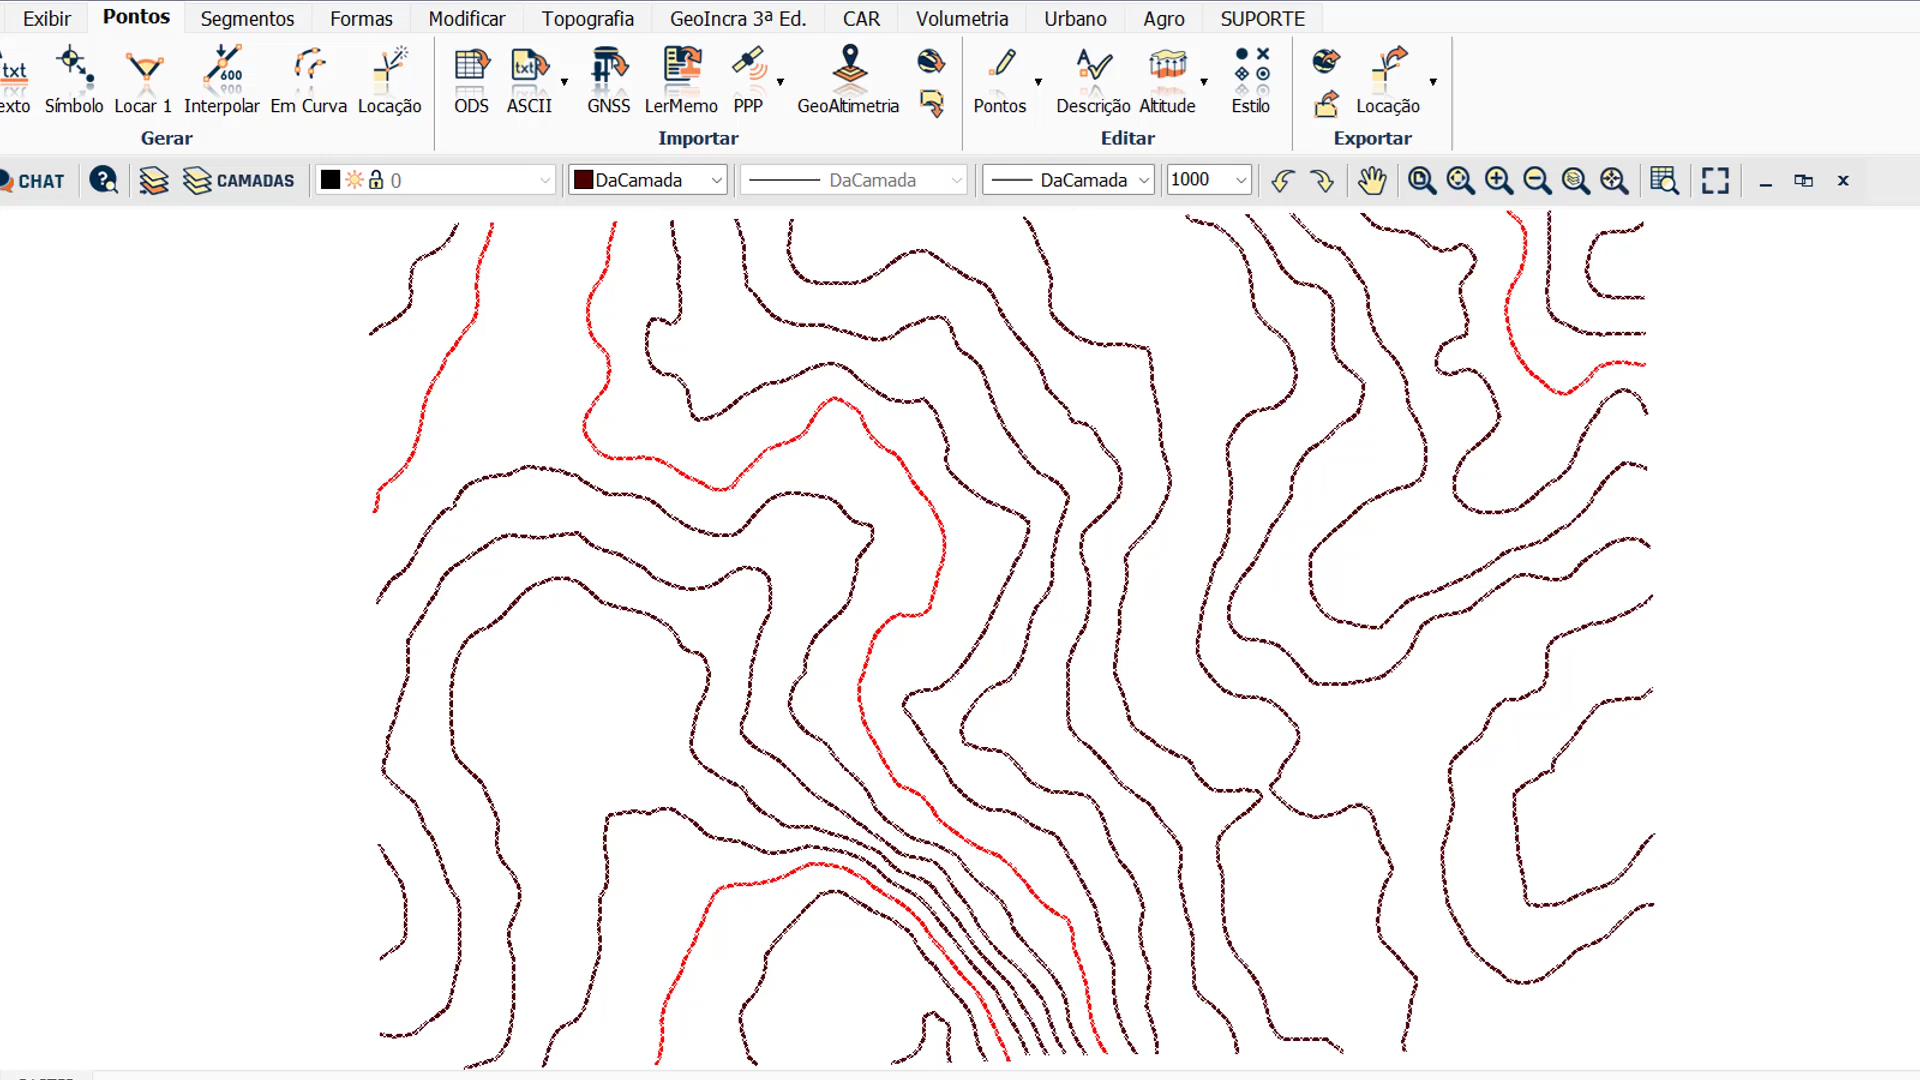 Exibir Pontos Segmentos Formas Modificar Topografia GeoIncra 3ª Ed. CAR Volumetria Urbano Agro SUPORTE
txt 600 txt
exto Símbolo Locar 1 Interpolar Em Curva Locação ODS ASCII GNSS LerMemo PPP GeoAltimetria Pontos Descrição Altitude Estilo Locação
Gerar Importar Editar Exportar
CHAT CAMADAS 0 DaCamada DaCamada DaCamada 1000